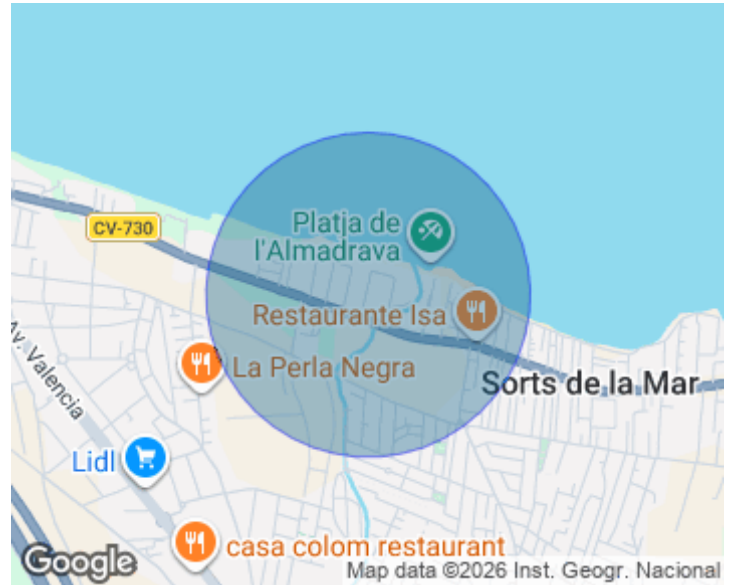 CV-730
Platja de
l'Almadrava
Restaurante Isa
Av. Valencia
La Perla Negra
Sorts de la Mar
Lidl
casa colom restaurant
Google
Map data ©2026 Inst. Geogr. Nacional